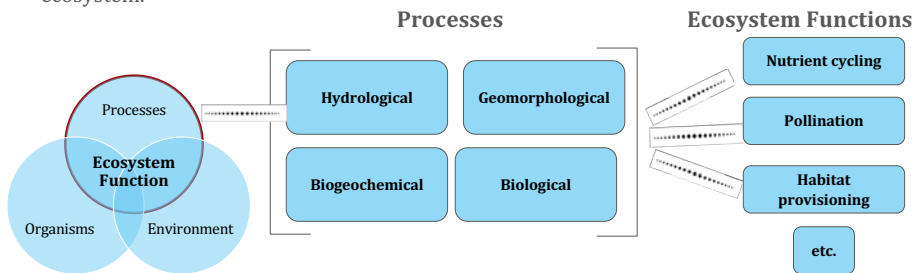 ecosystem.
Processes
Ecosystem Functions
Processes
Ecosystem
Function
Organisms
Environment
Hydrological
Geomorphological
Biogeochemical
Biological
Nutrient cycling
Pollination
Habitat
provisioning
etc.